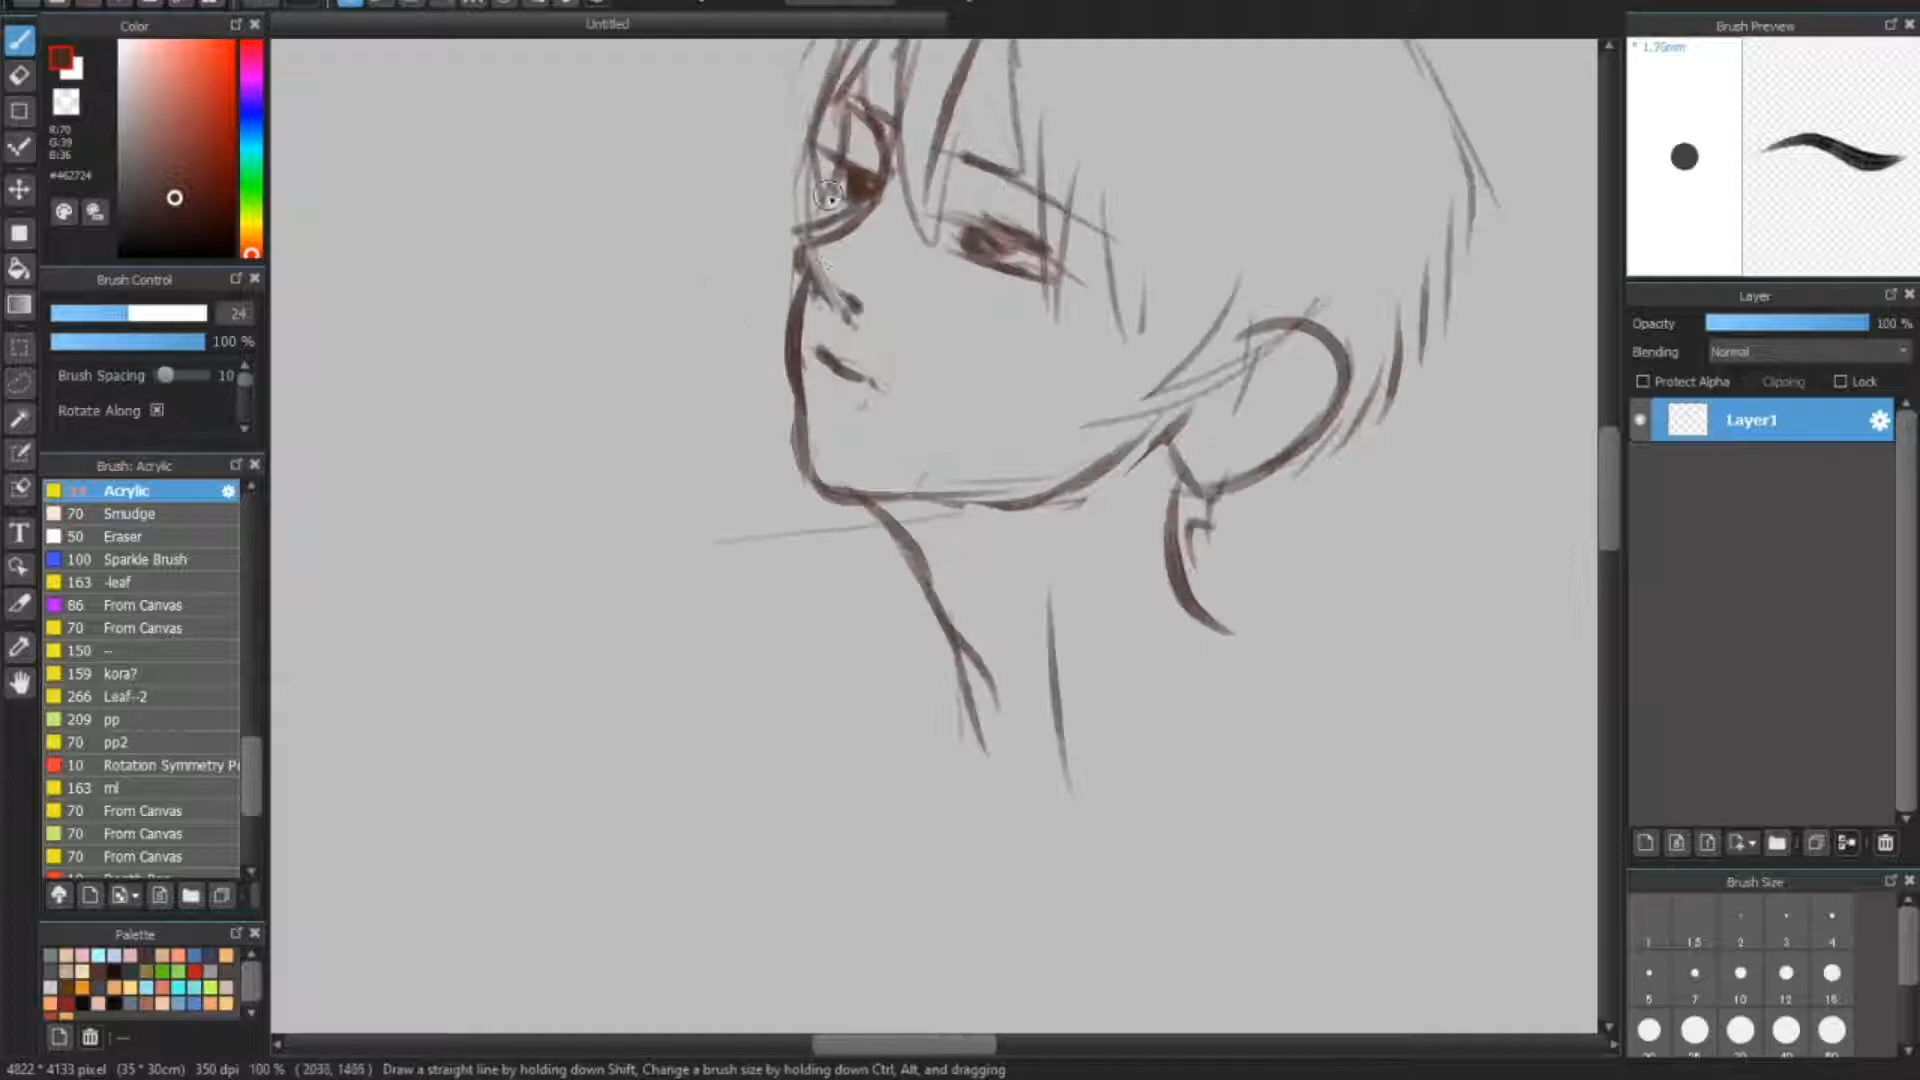 Untitled
Color
R:70
G:39
B:36
#462724
Brush Control
24
100 %
Brush Spacing 10
Rotate Along
Brush: Acrylic
Acrylic
70 Smudge
50 Eraser
100 Sparkle Brush
163 -leaf
86 From Canvas
70 From Canvas
150 --
159 kora?
266 Leaf--2
209 pp
70 pp2
10 Rotation Symmetry Pe
163 ml
70 From Canvas
70 From Canvas
70 From Canvas
Palette
Brush Preview
* 1.76mm
Layer
Opacity 100 %
Blending Normal
Protect Alpha Clipping Lock
Layer1
Brush Size
1 1.5 2 3 4
5 7 10 12 15
4822 * 4133 pixel (35 * 30cm) 350 dpi 100 % ( 2038, 1486 ) Draw a straight line by holding down Shift, Change a brush size by holding down Ctrl, Alt, and dragging